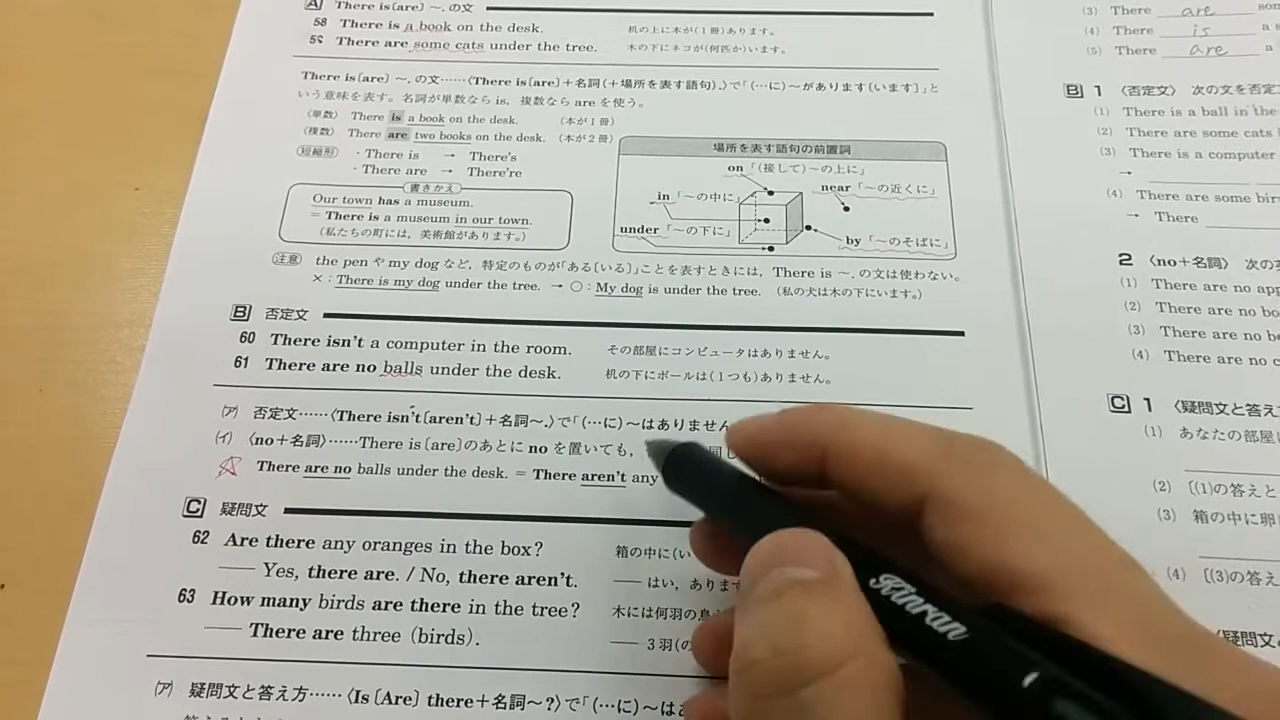 A There is(are) ～. の文
58 There is a book on the desk. 机の上に本が(1冊)あります。
59 There are some cats under the tree. 木の下にネコが(何匹か)います。
There is〔are〕～. の文……〈There is〔are〕＋名詞(＋場所を表す語句).〉で「(…に)～があります〔います〕」と
いう意味を表す。名詞が単数なら is, 複数なら are を使う。
〈単数〉 There is a book on the desk. (本が1冊)
〈複数〉 There are two books on the desk. (本が2冊)
短縮形 ・There is → There's
・There are → There're
書きかえ
Our town has a museum.
= There is a museum in our town.
(私たちの町には，美術館があります。)
場所を表す語句の前置詞
on「(接して)～の上に」
in「～の中に」
near「～の近くに」
under「～の下に」
by「～のそばに」
注意 the pen や my dog など，特定のものが「ある〔いる〕」ことを表すときには，There is ～. の文は使わない。
×：There is my dog under the tree. → ○：My dog is under the tree. (私の犬は木の下にいます。)
B 否定文
60 There isn't a computer in the room. その部屋にコンピュータはありません。
61 There are no balls under the desk. 机の下にボールは(1つも)ありません。
(ア) 否定文……〈There isn't〔aren't〕＋名詞～.〉で「(…に)～はありません
(イ) 〈no＋名詞〉……There is〔are〕のあとに no を置いても， 同じ
There are no balls under the desk. = There aren't any
C 疑問文
62 Are there any oranges in the box? 箱の中に(い
―― Yes, there are. / No, there aren't. ―― はい，あります
63 How many birds are there in the tree? 木には何羽の鳥
―― There are three (birds). ―― 3羽(の
(ア) 疑問文と答え方……〈Is〔Are〕there＋名詞～?〉で「(…に)～は
(3) There are som
(4) There is a s
(5) There are a
B 1 〈否定文〉 次の文を否定
(1) There is a ball in the
(2) There are some cats
(3) There is a computer
→
(4) There are some bir
→ There
2 〈no＋名詞〉 次の
(1) There are no app
(2) There are no bo
(3) There are no b
(4) There are no c
C 1 〈疑問文と答え
(1) あなたの部屋
(2) 〔(1)の答えと
(3) 箱の中に卵
(4) 〔(3)の答え
〈疑問文と
Kinran